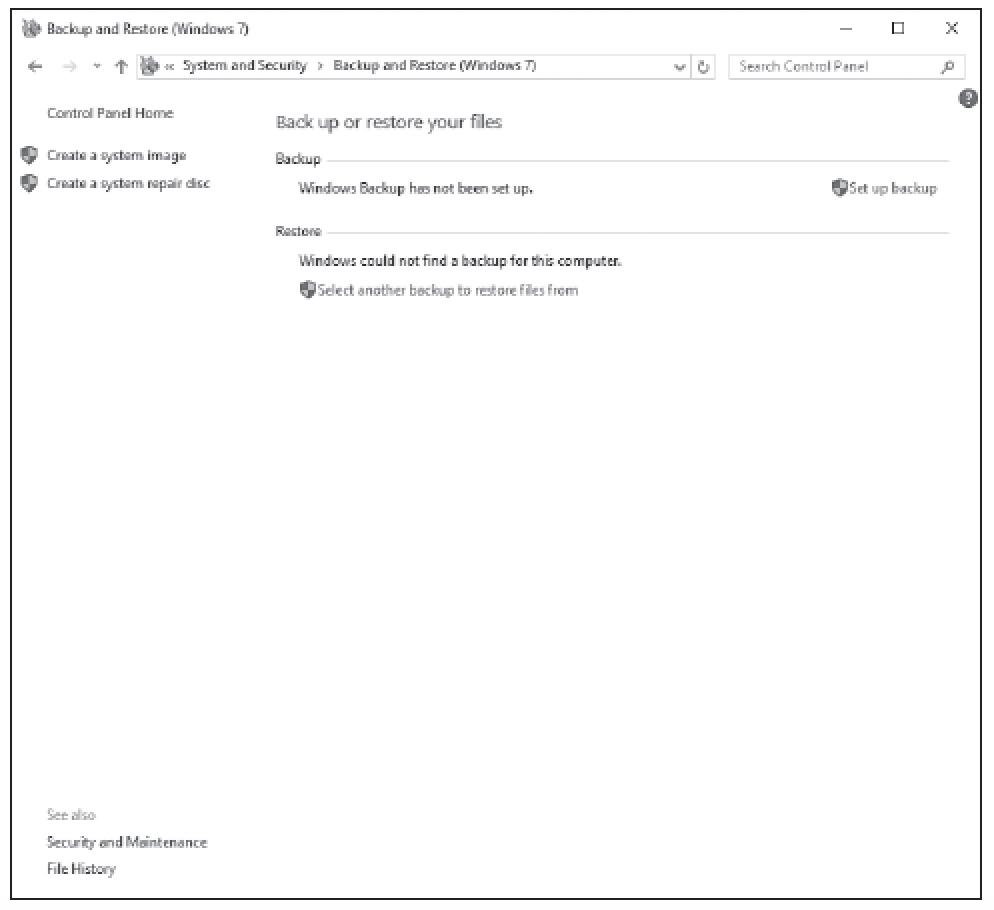 Backup and Restore (Windows 7)
« System and Security › Backup and Restore (Windows 7)
Search Control Panel
Control Panel Home
Create a system image
Create a system repair disc
Back up or restore your files
Backup
Windows Backup has not been set up.
Set up backup
Restore
Windows could not find a backup for this computer.
Select another backup to restore files from
See also
Security and Maintenance
File History